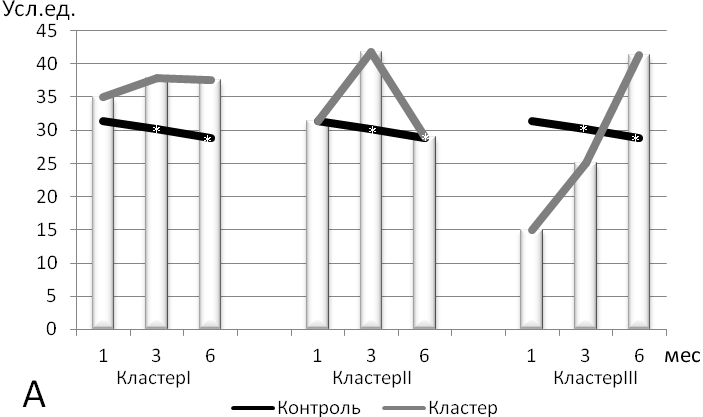 Усл.ед.
45
40
35
30
25
20
15
10
5
0
* * * * * *
1 3 6 1 3 6 1 3 6 мес
КластерI КластерII КластерIII
А
Контроль Кластер